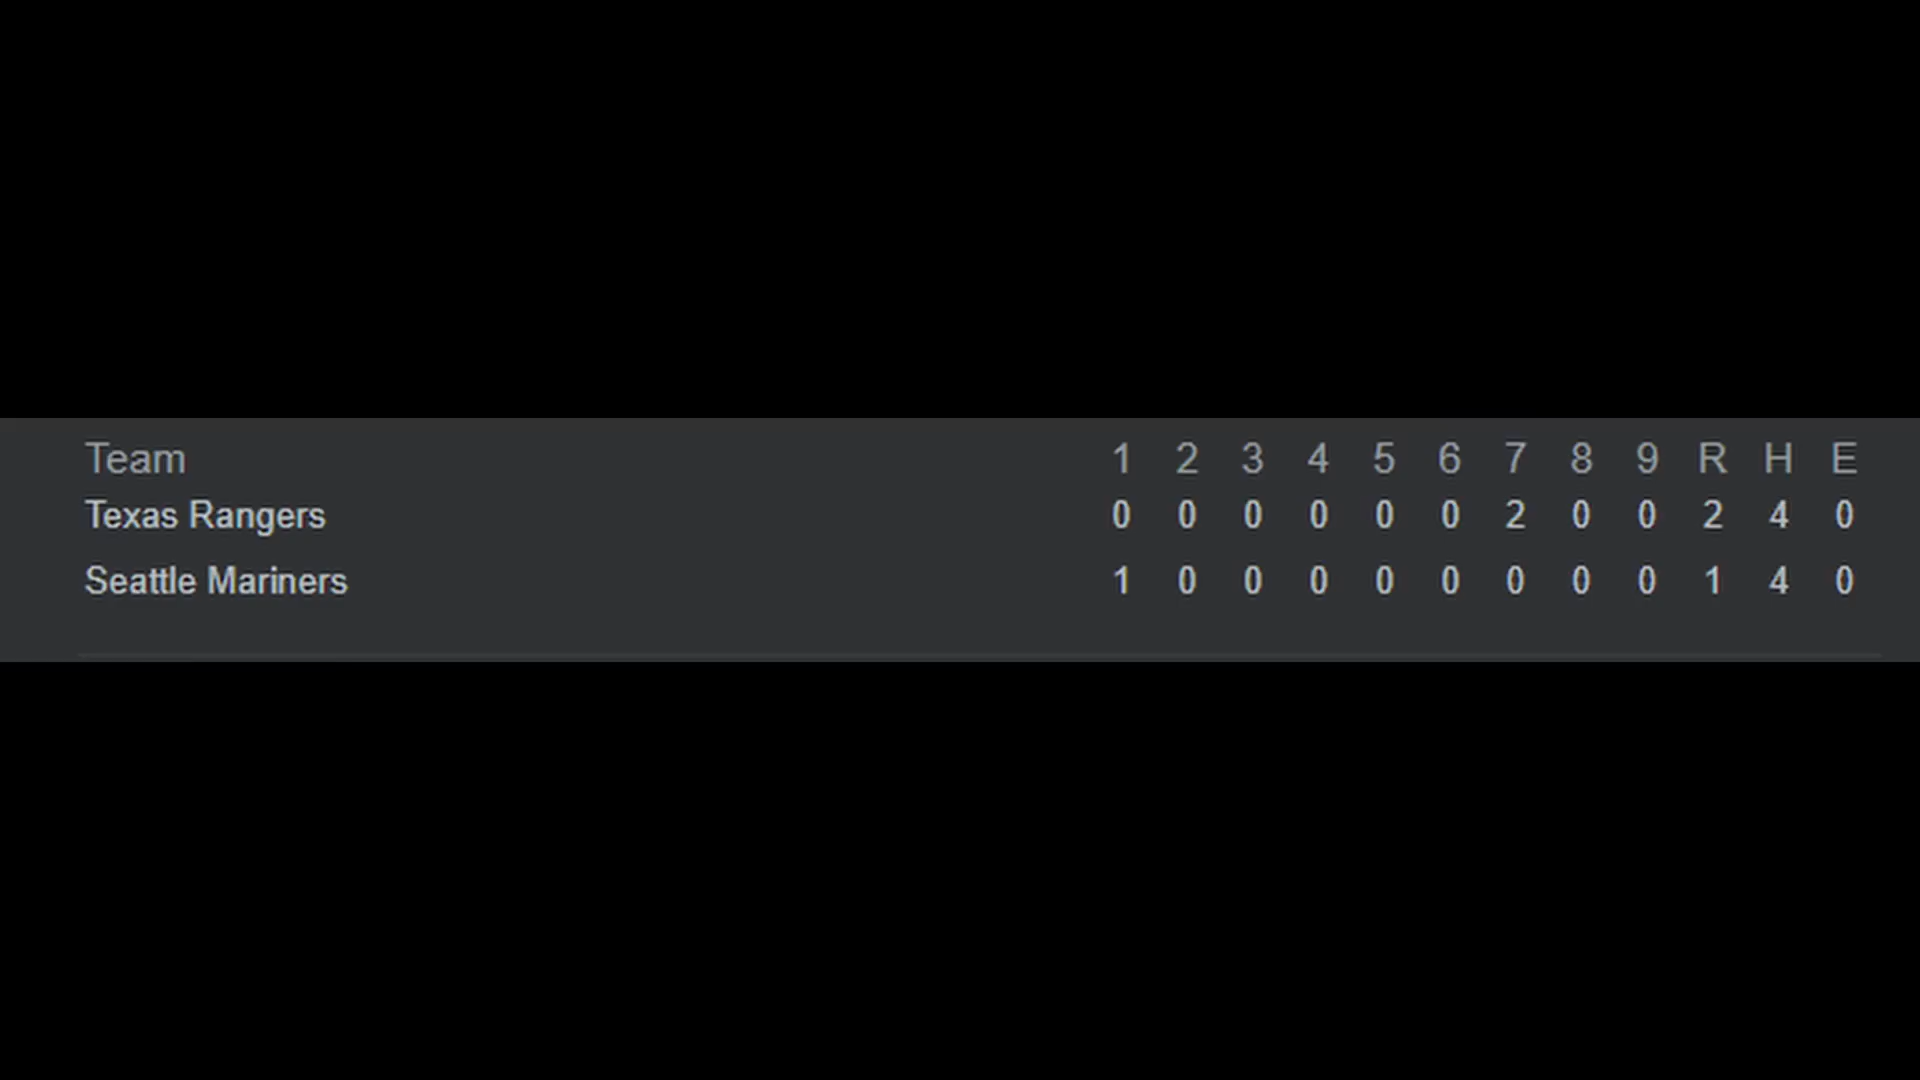 Team 1 2 3 4 5 6 7 8 9 R H E
Texas Rangers 0 0 0 0 0 0 2 0 0 2 4 0
Seattle Mariners 1 0 0 0 0 0 0 0 0 1 4 0